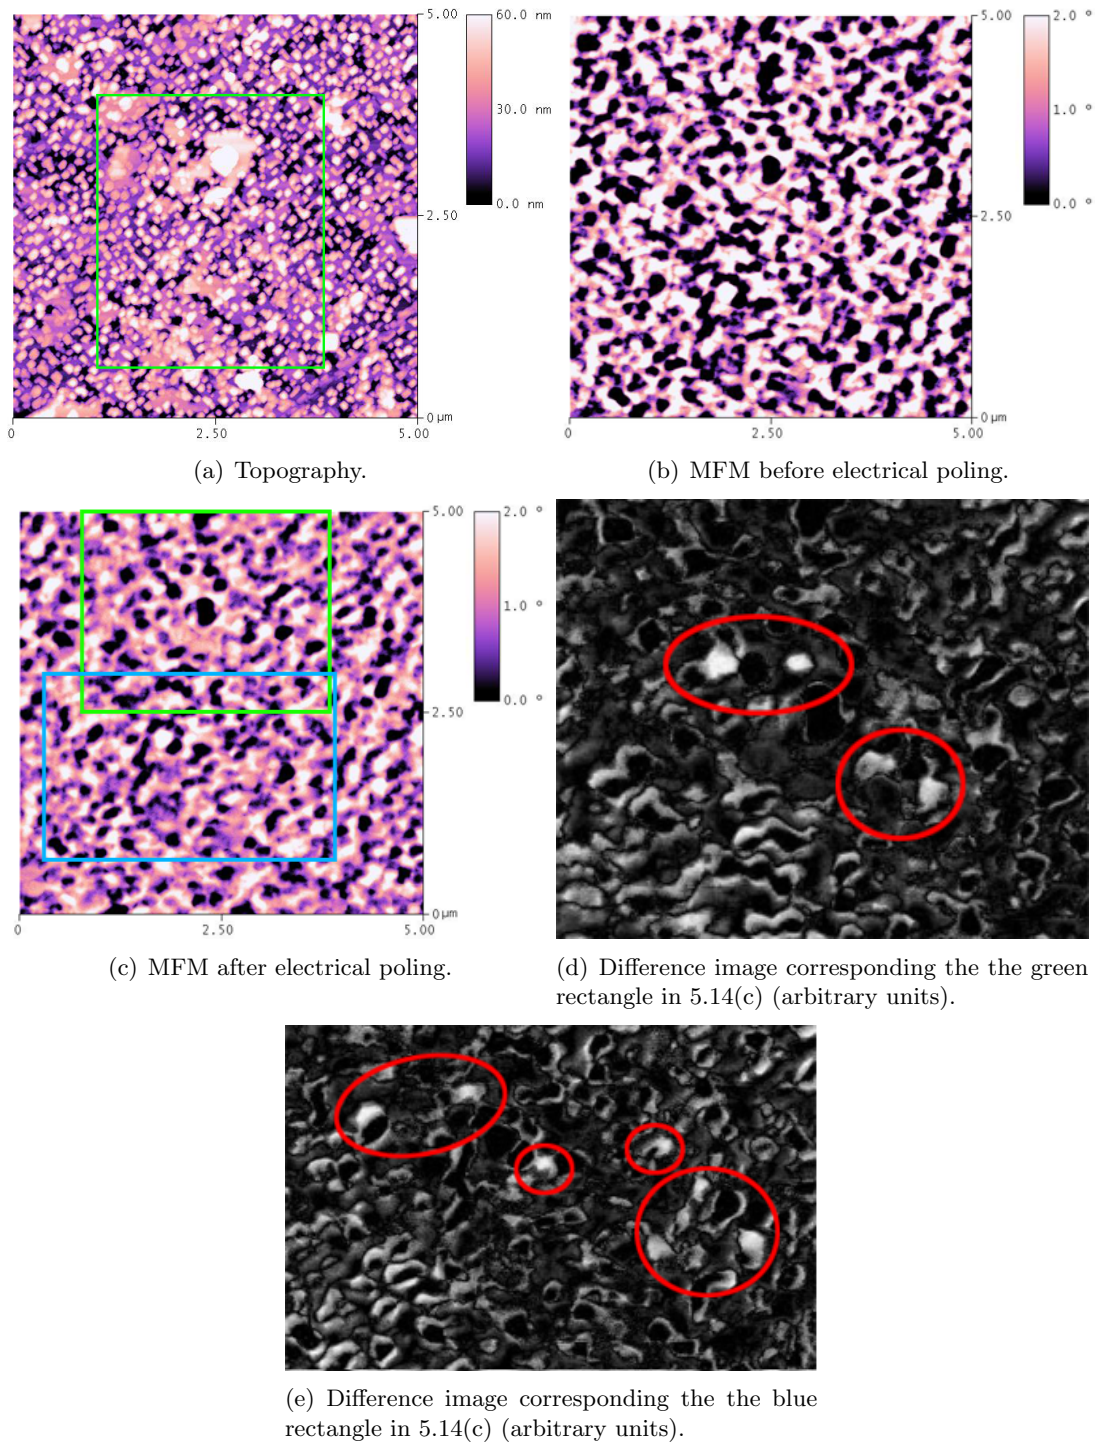 5.00
60.0 nm
30.0 nm
0.0 nm
2.50
0 µm
0
2.50
5.00
(a) Topography.
5.00
2.0 °
1.0 °
0.0 °
2.50
0 µm
0
2.50
5.00
(b) MFM before electrical poling.
5.00
2.0 °
1.0 °
0.0 °
2.50
0 µm
0
2.50
5.00
(c) MFM after electrical poling.
(d) Difference image corresponding the the green
rectangle in 5.14(c) (arbitrary units).
(e) Difference image corresponding the the blue
rectangle in 5.14(c) (arbitrary units).